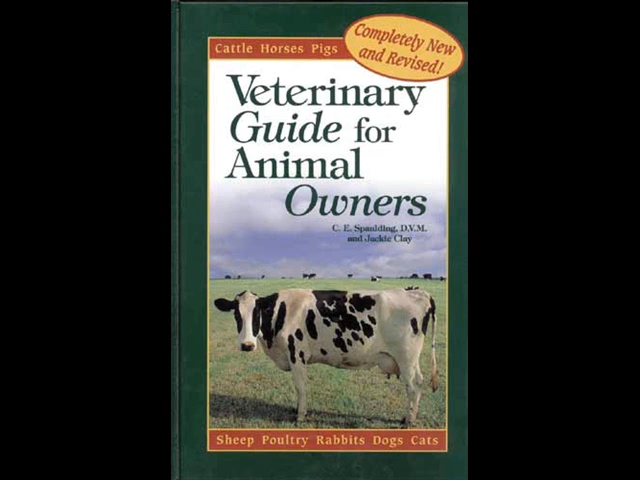 Cattle Horses Pigs
Completely New
and Revised!
Veterinary
Guide for
Animal
Owners
C. E. Spaulding, D.V.M.
and Jackie Clay
Sheep Poultry Rabbits Dogs Cats